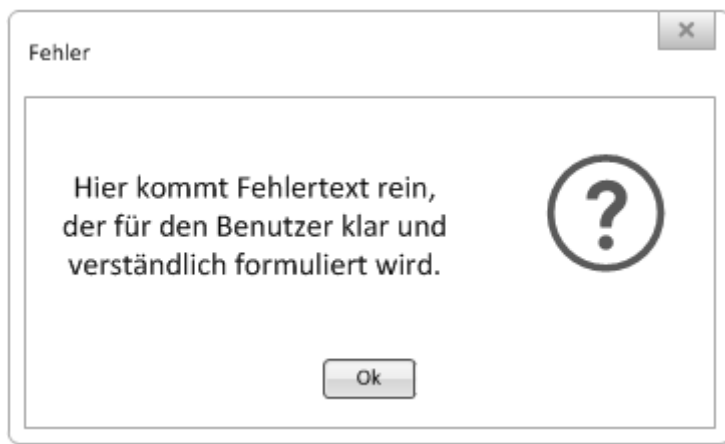 Fehler
Hier kommt Fehlertext rein,
der für den Benutzer klar und
verständlich formuliert wird.
?
Ok